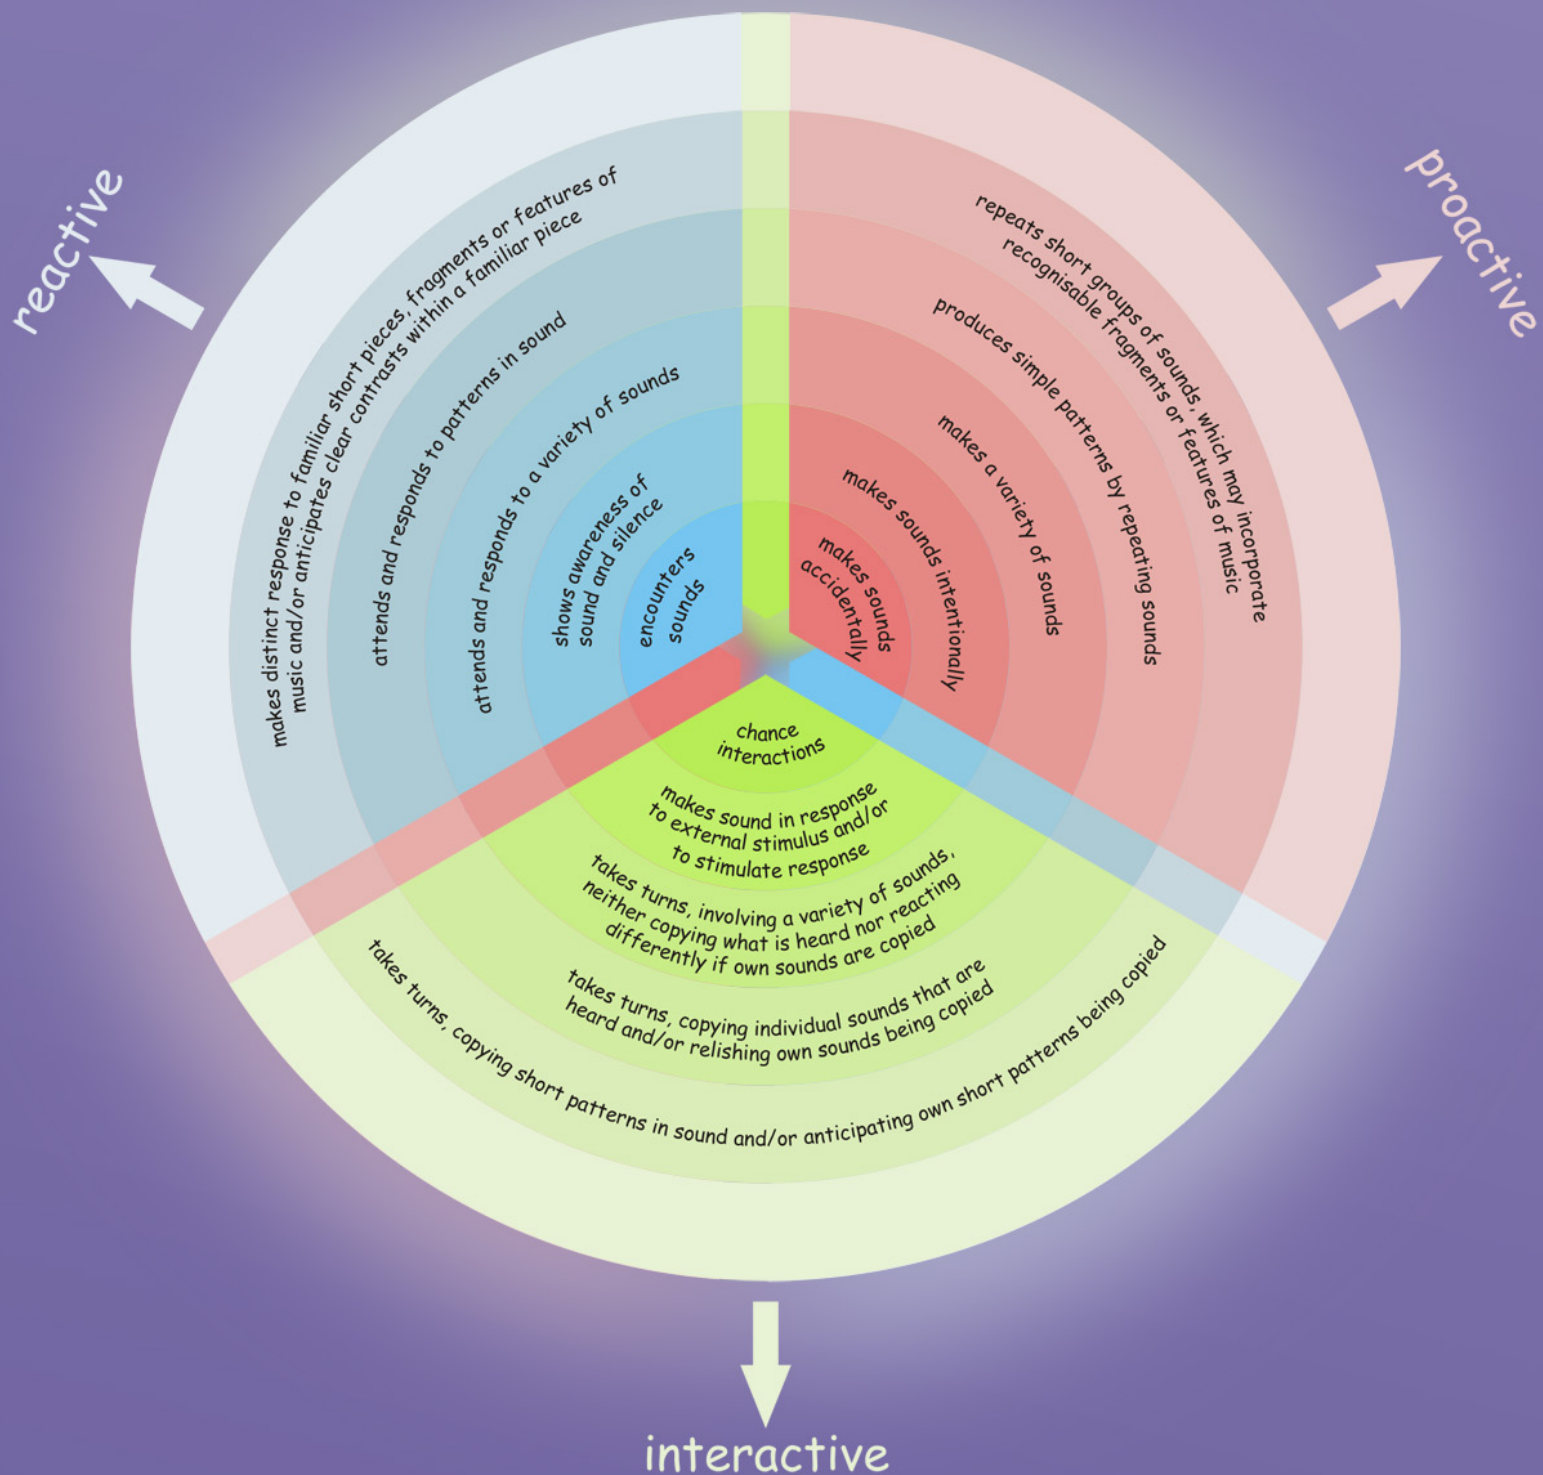 reactive
makes distinct response to familiar short pieces, fragments or features of
music and/or anticipates clear contrasts within a familiar piece
attends and responds to patterns in sound
attends and responds to a variety of sounds
shows awareness of
sound and silence
encounters
sounds
proactive
repeats short groups of sounds, which may incorporate
recognisable fragments or features of music
produces simple patterns by repeating sounds
makes a variety of sounds
makes sounds intentionally
makes sounds
accidentally
chance
interactions
makes sound in response
to external stimulus and/or
to stimulate response
takes turns, involving a variety of sounds,
neither copying what is heard nor reacting
differently if own sounds are copied
takes turns, copying individual sounds that are
heard and/or relishing own sounds being copied
takes turns, copying short patterns in sound and/or anticipating own short patterns being copied
interactive